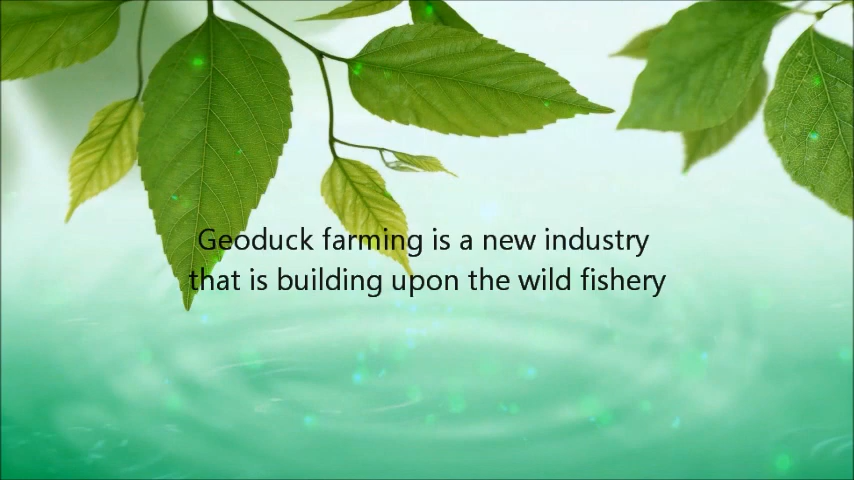 Geoduck farming is a new industry
that is building upon the wild fishery